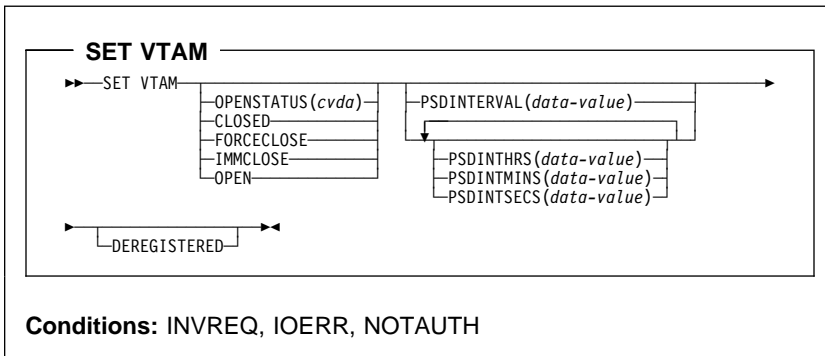 SET VTAM
SET VTAM
OPENSTATUS(cvda) PSDINTERVAL(data-value)
CLOSED
FORCECLOSE
IMMCLOSE PSDINTHRS(data-value)
OPEN PSDINTMINS(data-value)
PSDINTSECS(data-value)
DEREGISTERED
Conditions: INVREQ, IOERR, NOTAUTH